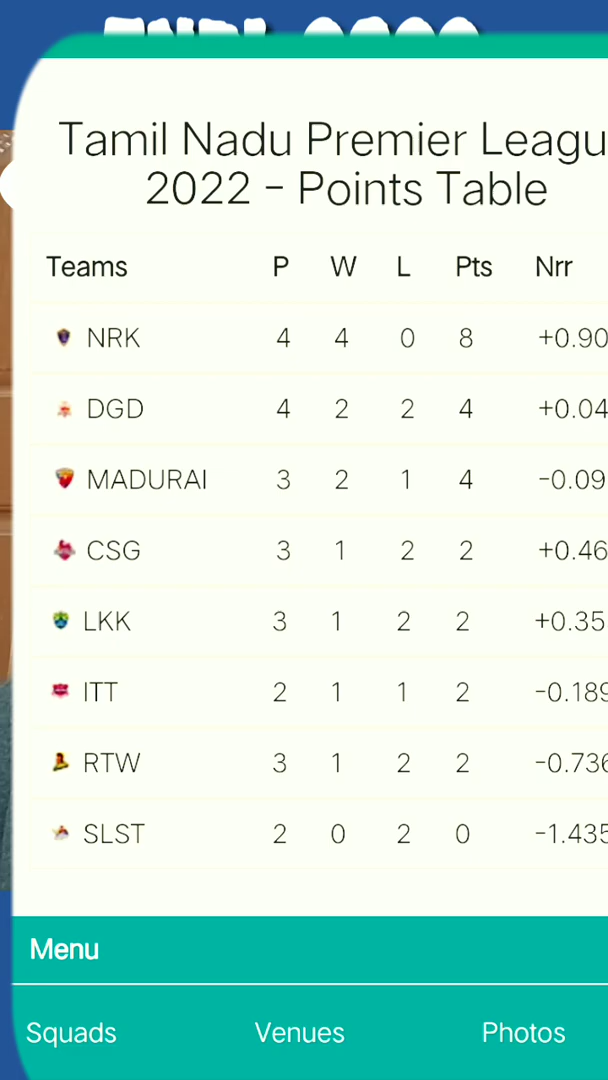 Tamil Nadu Premier Leagu
2022 - Points Table
Teams P W L Pts Nrr
NRK 4 4 0 8 +0.90
DGD 4 2 2 4 +0.04
MADURAI 3 2 1 4 -0.09
CSG 3 1 2 2 +0.46
LKK 3 1 2 2 +0.35
ITT 2 1 1 2 -0.189
RTW 3 1 2 2 -0.736
SLST 2 0 2 0 -1.435
Menu
Squads Venues Photos